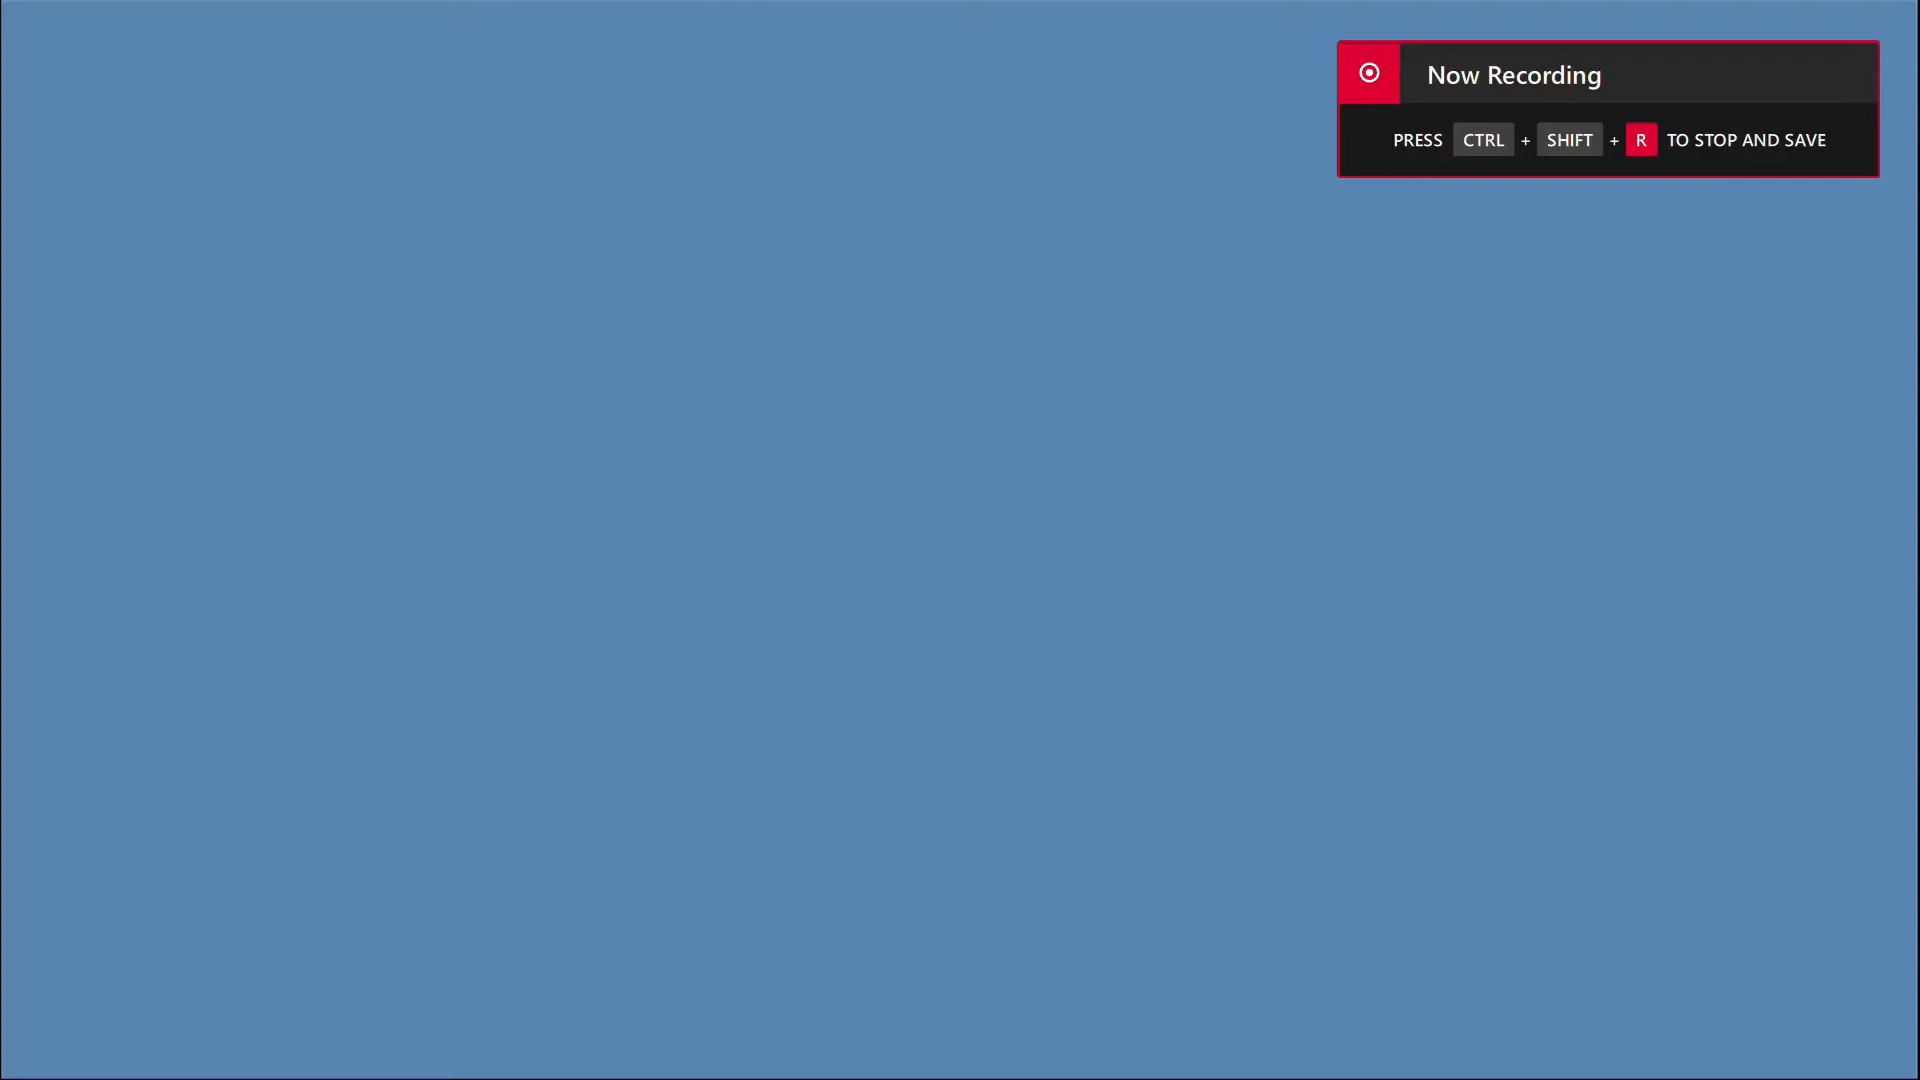 Now Recording
PRESS CTRL + SHIFT + R TO STOP AND SAVE